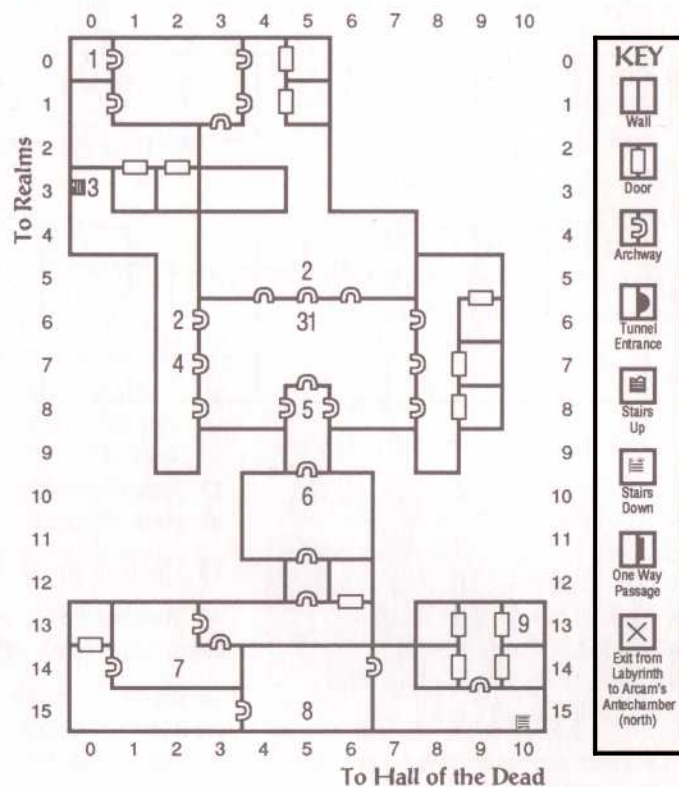 0 1 2 3 4 5 6 7 8 9 10
0 1 0
1 1
2 2
3 3 3
4 4
5 2 5
6 2 31 6
7 4 7
8 5 8
9 9
10 6 10
11 11
12 12
13 9 13
14 7 14
15 8 15
0 1 2 3 4 5 6 7 8 9 10
To Realms
To Hall of the Dead
KEY
Wall
Door
Archway
Tunnel
Entrance
Stairs
Up
Stairs
Down
One Way
Passage
Exit from
Labyrinth
to Arcam's
Antechamber
(north)